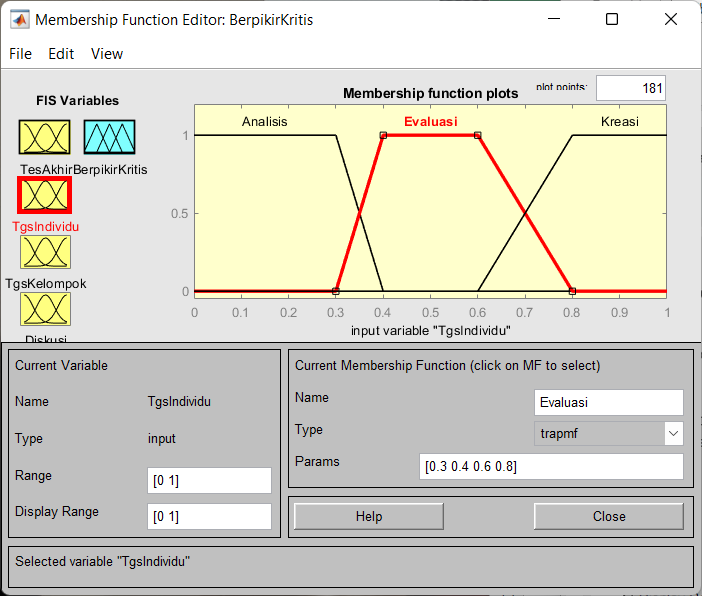 Membership Function Editor: BerpikirKritis
File Edit View
FIS Variables
TesAkhir
BerpikirKritis
TgsIndividu
TgsKelompok
Diskusi
Membership function plots
plot points:
181
Analisis
Evaluasi
Kreasi
1
0.5
0
0 0.1 0.2 0.3 0.4 0.5 0.6 0.7 0.8 0.9 1
input variable "TgsIndividu"
Current Variable
Name TgsIndividu
Type input
Range [0 1]
Display Range [0 1]
Current Membership Function (click on MF to select)
Name Evaluasi
Type trapmf
Params [0.3 0.4 0.6 0.8]
Help Close
Selected variable "TgsIndividu"